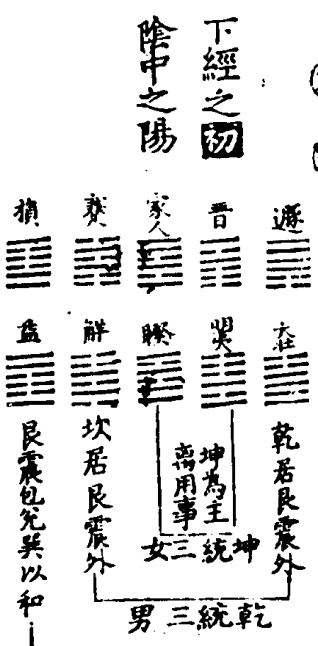 下經之初
陰中之陽
遯
晋
家人
蹇
損
大壯
明夷
睽
解
益
乾居艮震外
坤為主
离用事
坎居艮震外
艮震包兌巽以和
坤統三女
乾統三男